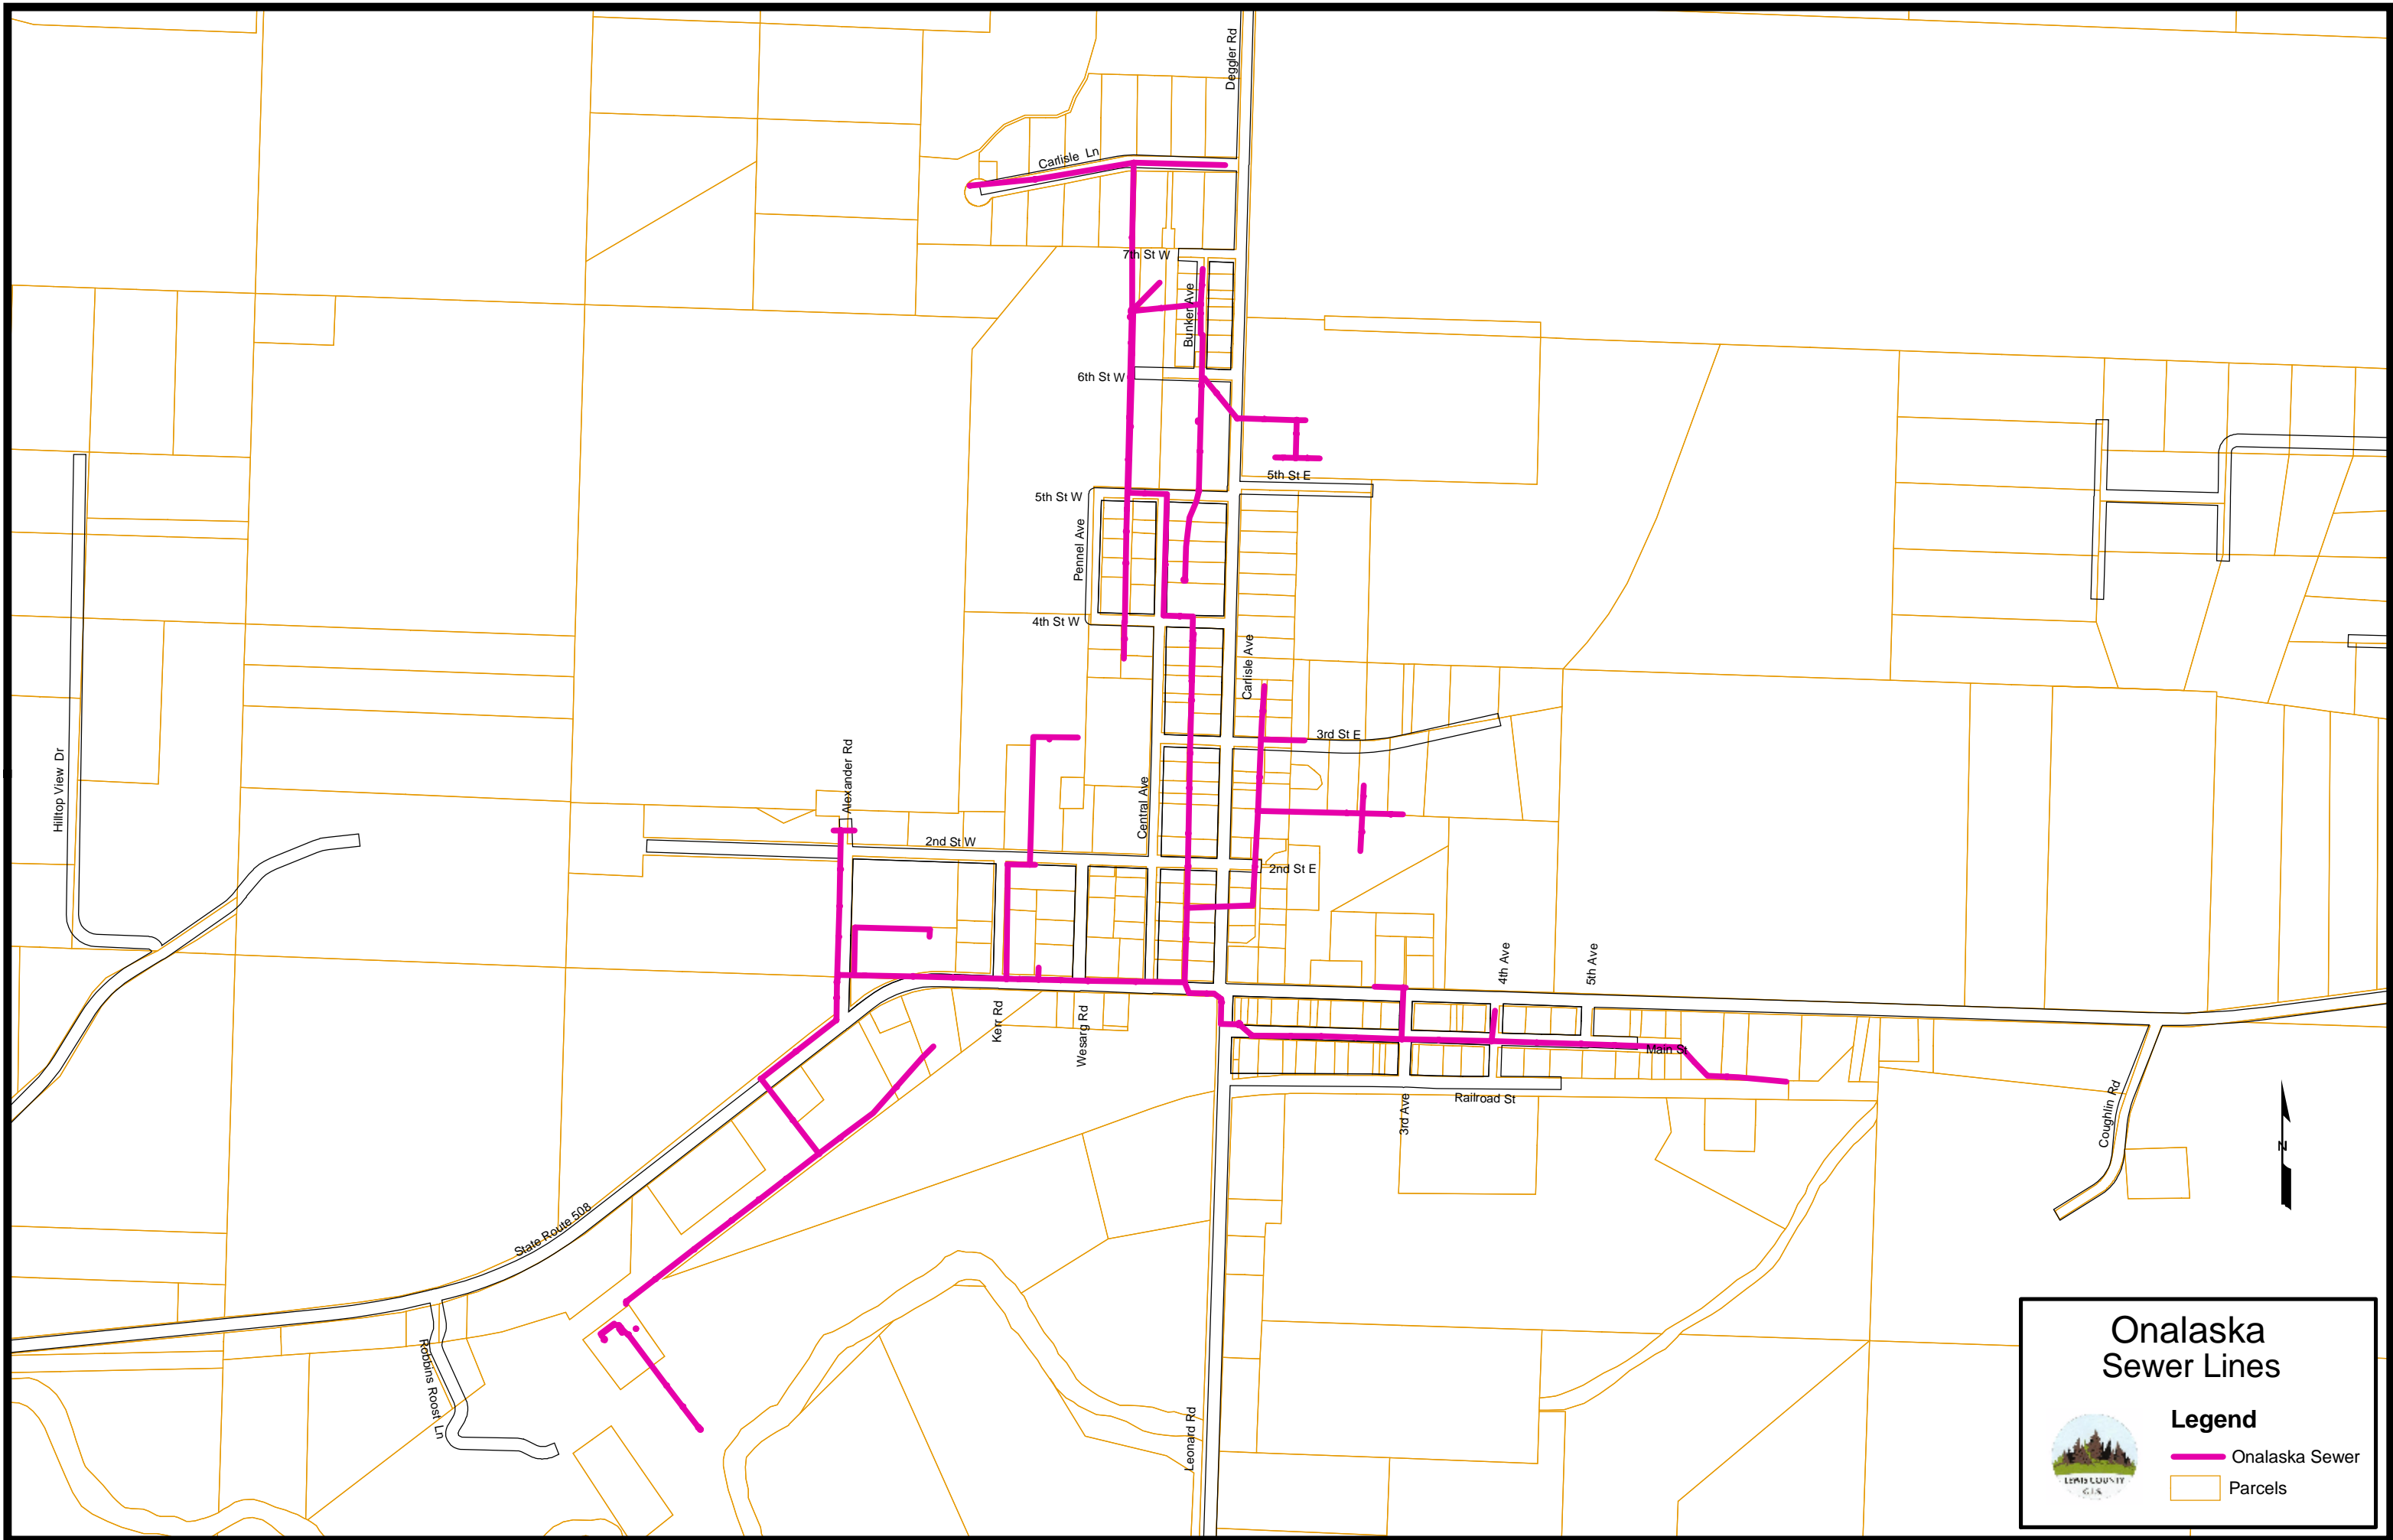 Deggler Rd
Carlisle Ln
7th St W
Bunker Ave
6th St W
5th St E
5th St W
Pennel Ave
4th St W
Carlisle Ave
3rd St E
Hilltop View Dr
Alexander Rd
Central Ave
2nd St W
2nd St E
4th Ave
5th Ave
Kerr Rd
Wesarg Rd
Main St
Railroad St
3rd Ave
Coughlin Rd
N
State Route 508
Robbins Roost Ln
Leonard Rd
Onalaska
Sewer Lines
Legend
Onalaska Sewer
Parcels
LEWIS COUNTY
G.I.S.